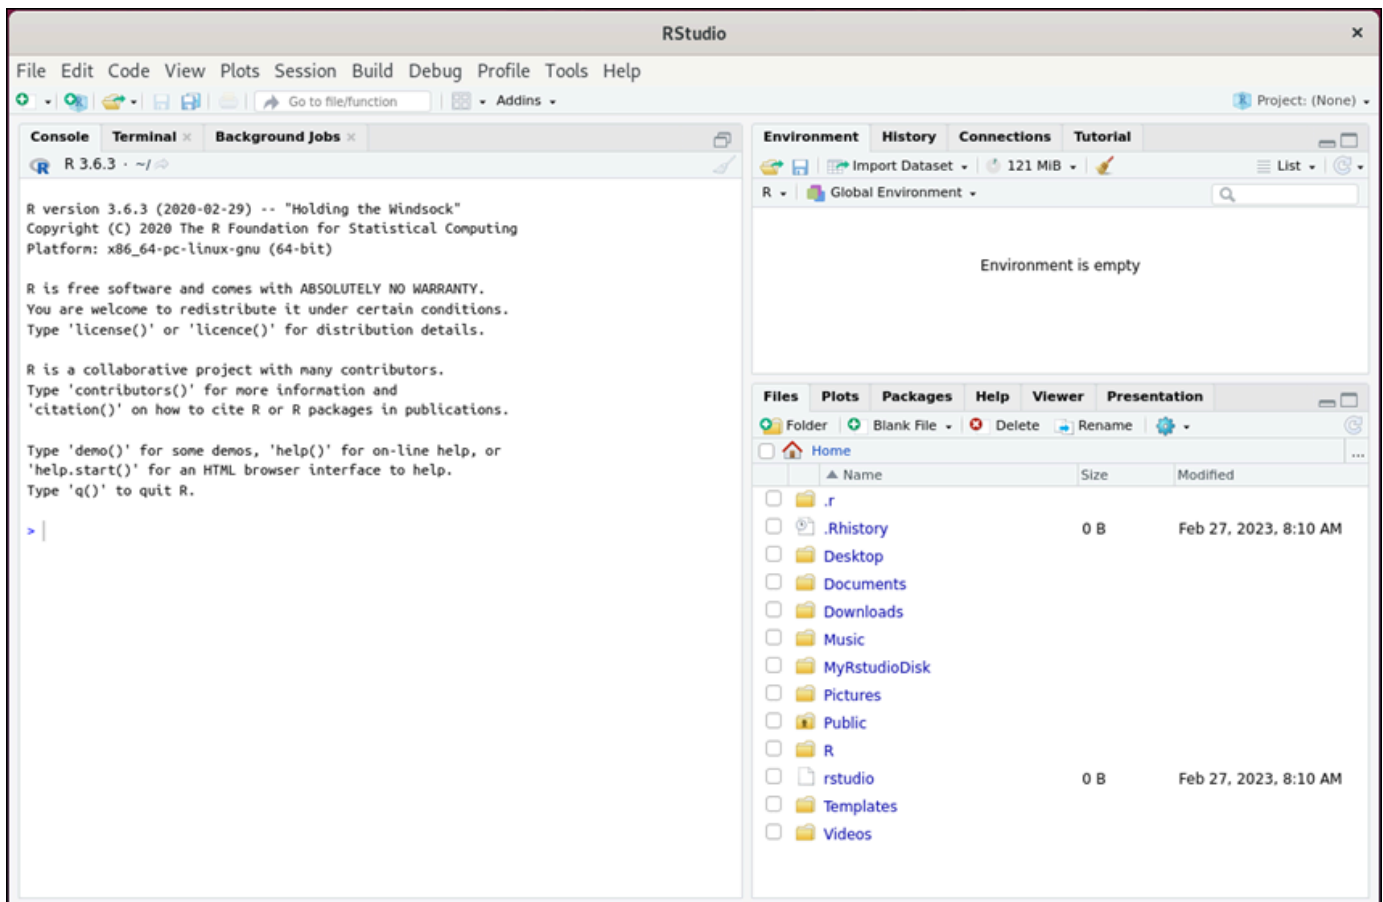 RStudio
File Edit Code View Plots Session Build Debug Profile Tools Help
Go to file/function Addins Project: (None)
Console Terminal Background Jobs
R 3.6.3 · ~/
R version 3.6.3 (2020-02-29) -- "Holding the Windsock"
Copyright (C) 2020 The R Foundation for Statistical Computing
Platform: x86_64-pc-linux-gnu (64-bit)
R is free software and comes with ABSOLUTELY NO WARRANTY.
You are welcome to redistribute it under certain conditions.
Type 'license()' or 'licence()' for distribution details.
R is a collaborative project with many contributors.
Type 'contributors()' for more information and
'citation()' on how to cite R or R packages in publications.
Type 'demo()' for some demos, 'help()' for on-line help, or
'help.start()' for an HTML browser interface to help.
Type 'q()' to quit R.
>
Environment History Connections Tutorial
Import Dataset 121 MiB List
R Global Environment
Environment is empty
Files Plots Packages Help Viewer Presentation
Folder Blank File Delete Rename
Home ...
Name Size Modified
.r
.Rhistory 0 B Feb 27, 2023, 8:10 AM
Desktop
Documents
Downloads
Music
MyRstudioDisk
Pictures
Public
R
rstudio 0 B Feb 27, 2023, 8:10 AM
Templates
Videos